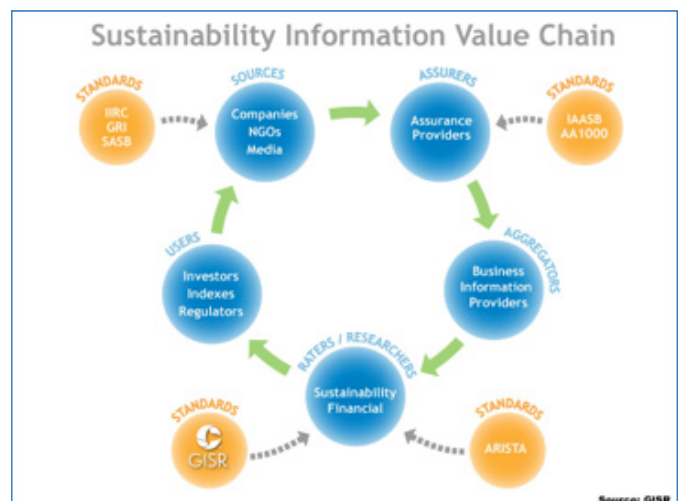 Sustainability Information Value Chain
STANDARDS
IIRC
GRI
SASB
SOURCES
Companies
NGOs
Media
ASSURERS
Assurance
Providers
STANDARDS
IAASB
AA1000
AGGREGATORS
Business
Information
Providers
RATERS / RESEARCHERS
Sustainability
Financial
USERS
Investors
Indexes
Regulators
STANDARDS
GISR
STANDARDS
ARISTA
Source: GISR